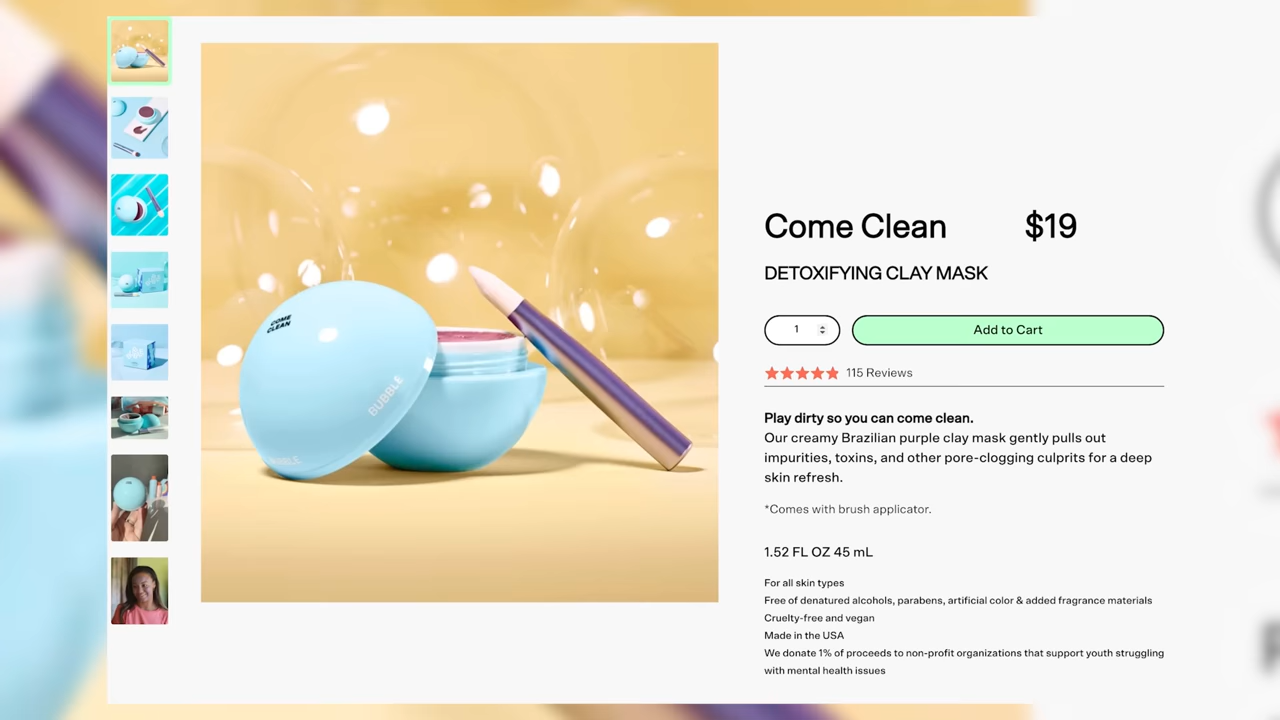 COME
CLEAN
BUBBLE
Come Clean $19
DETOXIFYING CLAY MASK
1 Add to Cart
115 Reviews
Play dirty so you can come clean.
Our creamy Brazilian purple clay mask gently pulls out
impurities, toxins, and other pore-clogging culprits for a deep
skin refresh.
*Comes with brush applicator.
1.52 FL OZ 45 mL
For all skin types
Free of denatured alcohols, parabens, artificial color & added fragrance materials
Cruelty-free and vegan
Made in the USA
We donate 1% of proceeds to non-profit organizations that support youth struggling
with mental health issues